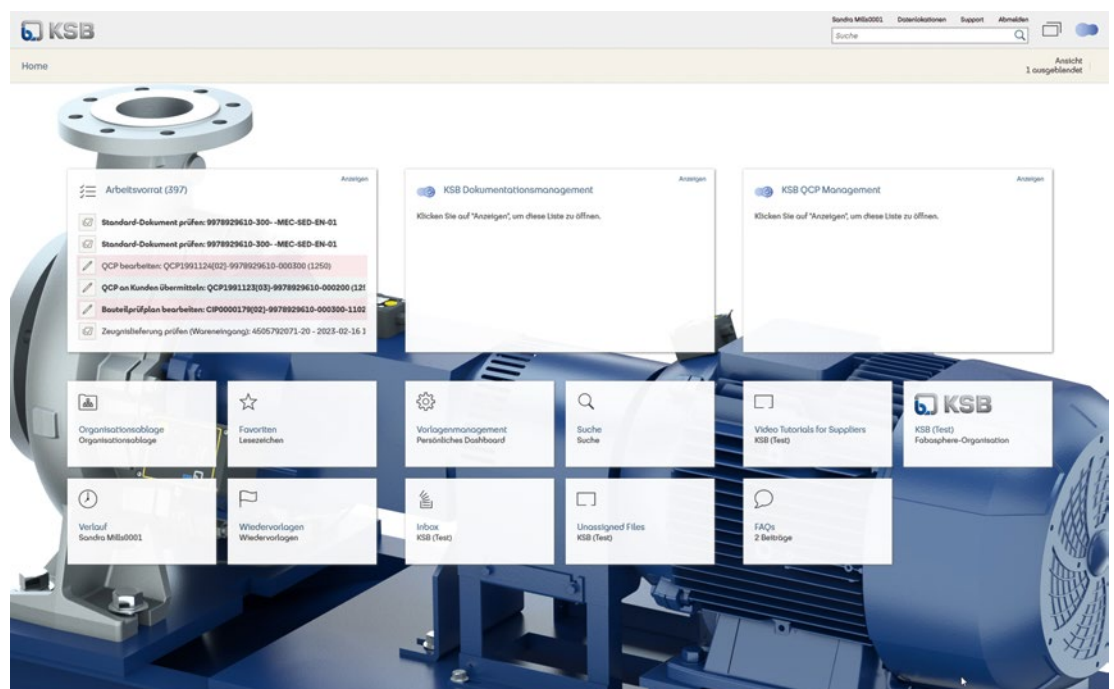 KSB
Sandra Mills0001 Datenlokationen Support Abmelden
Suche
Home
Ansicht
1 ausgeblendet
Arbeitsvorrat (397)
Anzeigen
Standard-Dokument prüfen: 9978929610-300- -MEC-SED-EN-01
Standard-Dokument prüfen: 9978929610-300- -MEC-SED-EN-01
QCP bearbeiten: QCP1991124(02)-9978929610-000300 (1250)
QCP an Kunden übermitteln: QCP1991123(03)-9978929610-000200 (125
Bauteilprüfplan bearbeiten: CIP0000179(02)-9978929610-000300-1102
Zeugnislieferung prüfen (Wareneingang): 4505792071-20 - 2023-02-16 1
KSB Dokumentationsmanagement
Anzeigen
Klicken Sie auf "Anzeigen", um diese Liste zu öffnen.
KSB QCP Management
Anzeigen
Klicken Sie auf "Anzeigen", um diese Liste zu öffnen.
Organisationsablage
Organisationsablage
Favoriten
Lesezeichen
Vorlagenmanagement
Persönliches Dashboard
Suche
Suche
Video Tutorials for Suppliers
KSB (Test)
KSB
KSB (Test)
Fabasphere-Organisation
Verlauf
Sandra Mills0001
Wiedervorlagen
Wiedervorlagen
Inbox
KSB (Test)
Unassigned Files
KSB (Test)
FAQs
2 Beiträge